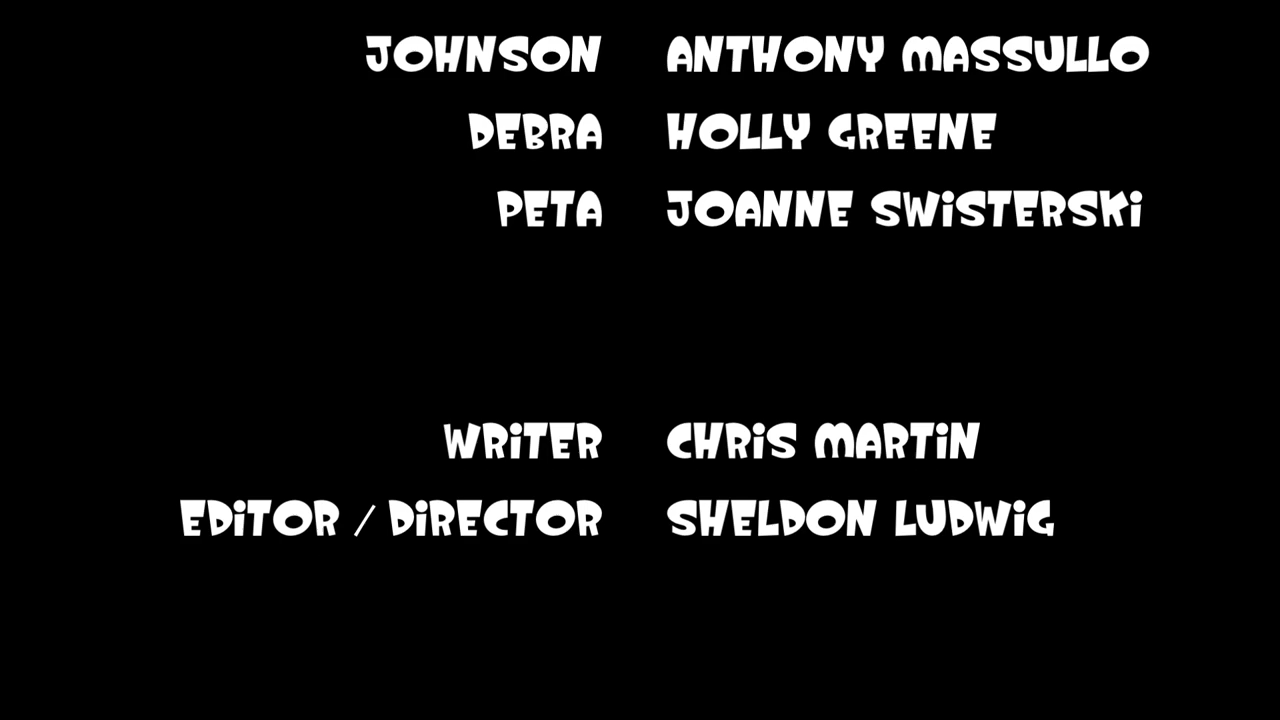 JOHNSON ANTHONY MASSULLO
DEBRA HOLLY GREENE
PETA JOANNE SWiSTERSKi
WRiTER CHRiS MARTiN
EDiTOR / DiRECTOR SHELDON LUDWiG